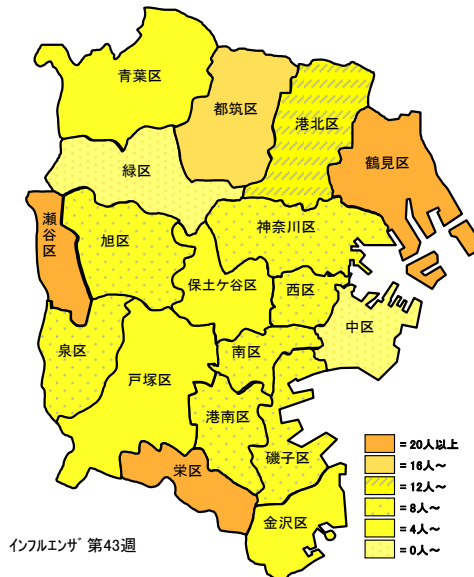 青葉区
都筑区
港北区
鶴見区
緑区
瀬谷区
旭区
神奈川区
保土ケ谷区
西区
中区
泉区
戸塚区
南区
港南区
磯子区
栄区
金沢区
= 20人以上
= 16人～
= 12人～
= 8人～
= 4人～
= 0人～
インフルエンザ 第43週